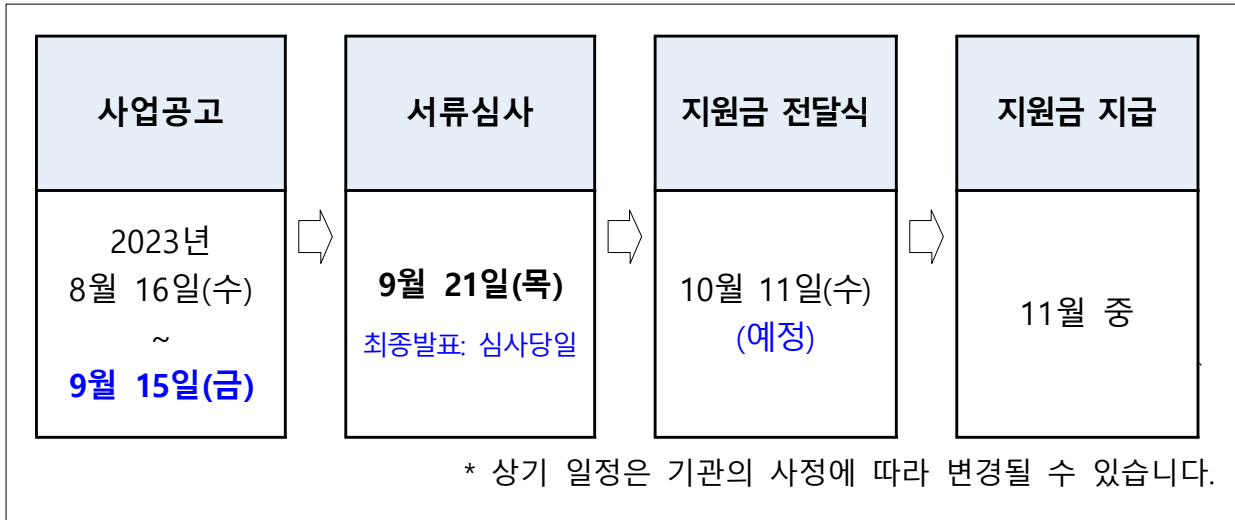 사업공고
2023년
8월 16일(수)
~
9월 15일(금)
서류심사
9월 21일(목)
최종발표: 심사당일
지원금 전달식
10월 11일(수)
(예정)
지원금 지급
11월 중
* 상기 일정은 기관의 사정에 따라 변경될 수 있습니다.